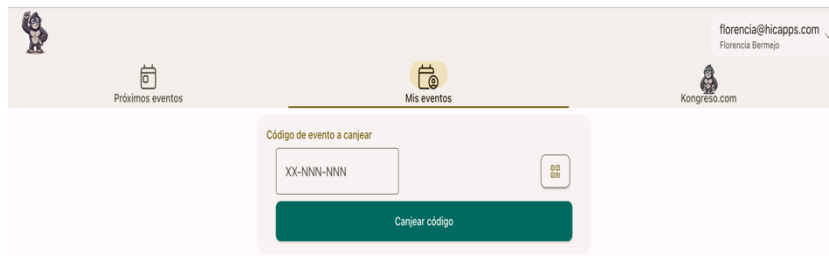 florencia@hicapps.com
Florencia Bermejo
Próximos eventos
Mis eventos
Kongreso.com
Código de evento a canjear
XX-NNN-NNN
Canjear código